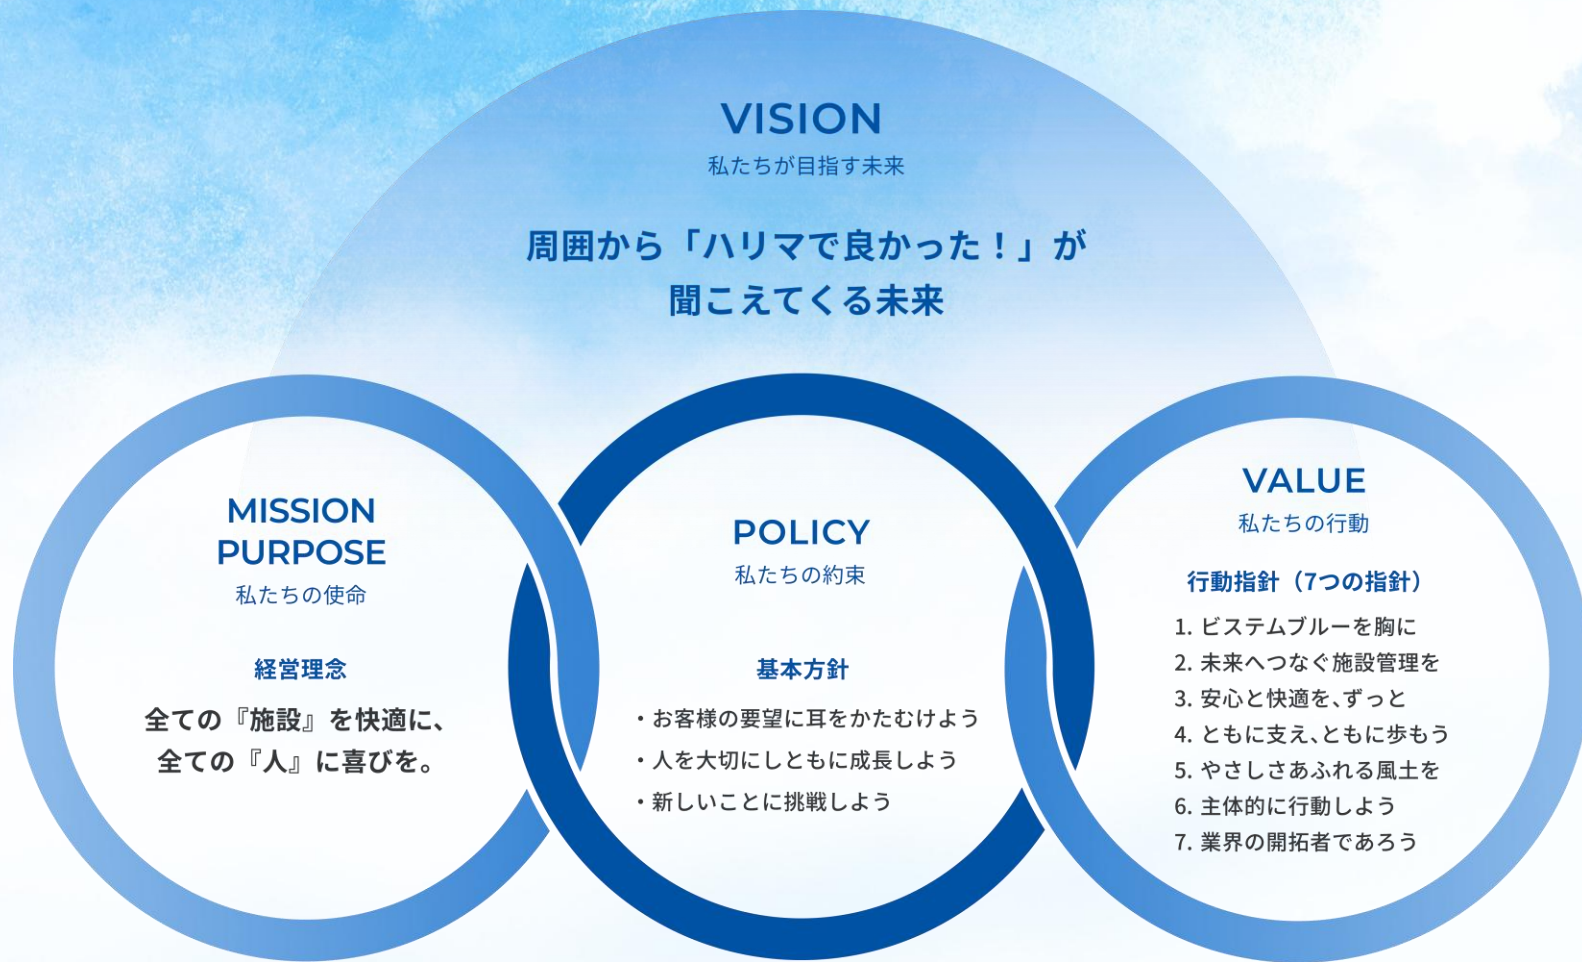 VISION
私たちが目指す未来
周囲から「ハリマで良かった！」が
聞こえてくる未来
MISSION
PURPOSE
私たちの使命
経営理念
全ての『施設』を快適に、
全ての『人』に喜びを。
POLICY
私たちの約束
基本方針
・お客様の要望に耳をかたむけよう
・人を大切にしともに成長しよう
・新しいことに挑戦しよう
VALUE
私たちの行動
行動指針（7つの指針）
1. ビステムブルーを胸に
2. 未来へつなぐ施設管理を
3. 安心と快適を、ずっと
4. ともに支え、ともに歩もう
5. やさしさあふれる風土を
6. 主体的に行動しよう
7. 業界の開拓者であろう